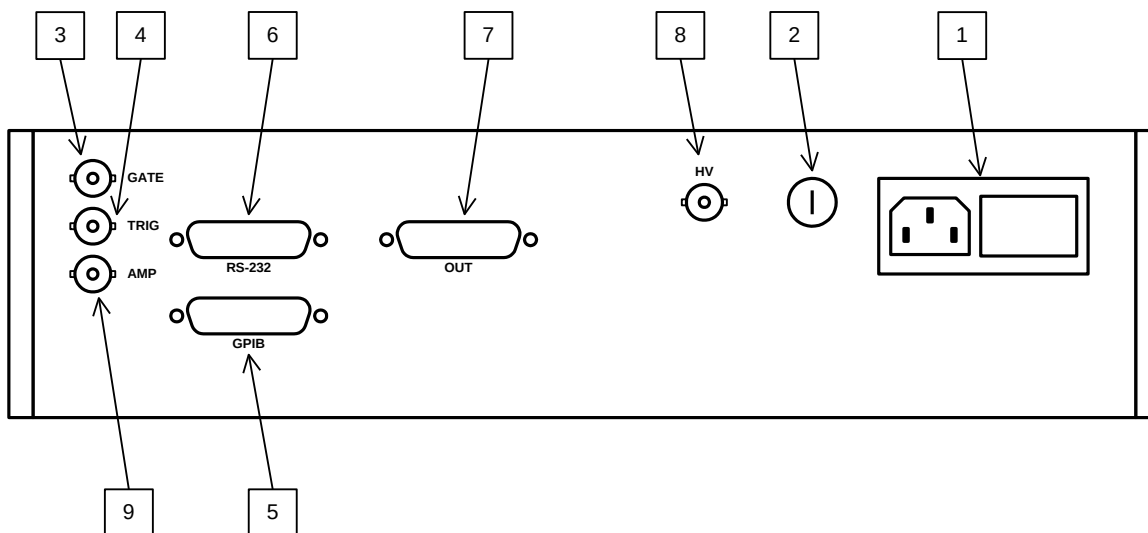 3 4 6 7 8 2 1
HV
GATE
TRIG
RS-232 OUT
AMP
GPIB
9 5